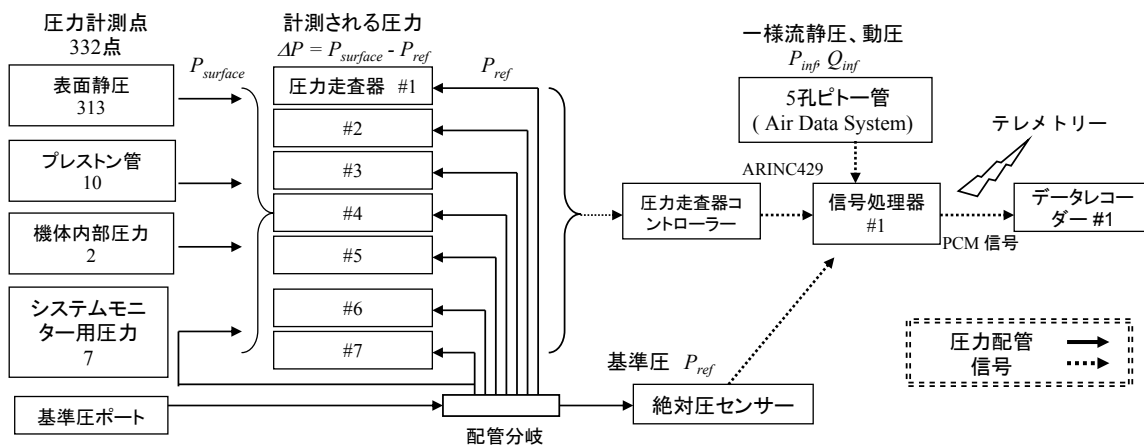 圧力計測点
332点
表面静圧
313
プレストン管
10
機体内部圧力
2
システムモニ
ター用圧力
7
基準圧ポート
P_surface
計測される圧力
ΔP = P_surface - P_ref
圧力走査器 #1
#2
#3
#4
#5
#6
#7
配管分岐
P_ref
圧力走査器コ
ントローラー
一様流静圧、動圧
P_inf, Q_inf
5孔ピトー管
( Air Data System)
ARINC429
信号処理器
#1
テレメトリー
PCM 信号
データレコー
ダー #1
基準圧 P_ref
絶対圧センサー
圧力配管
信号